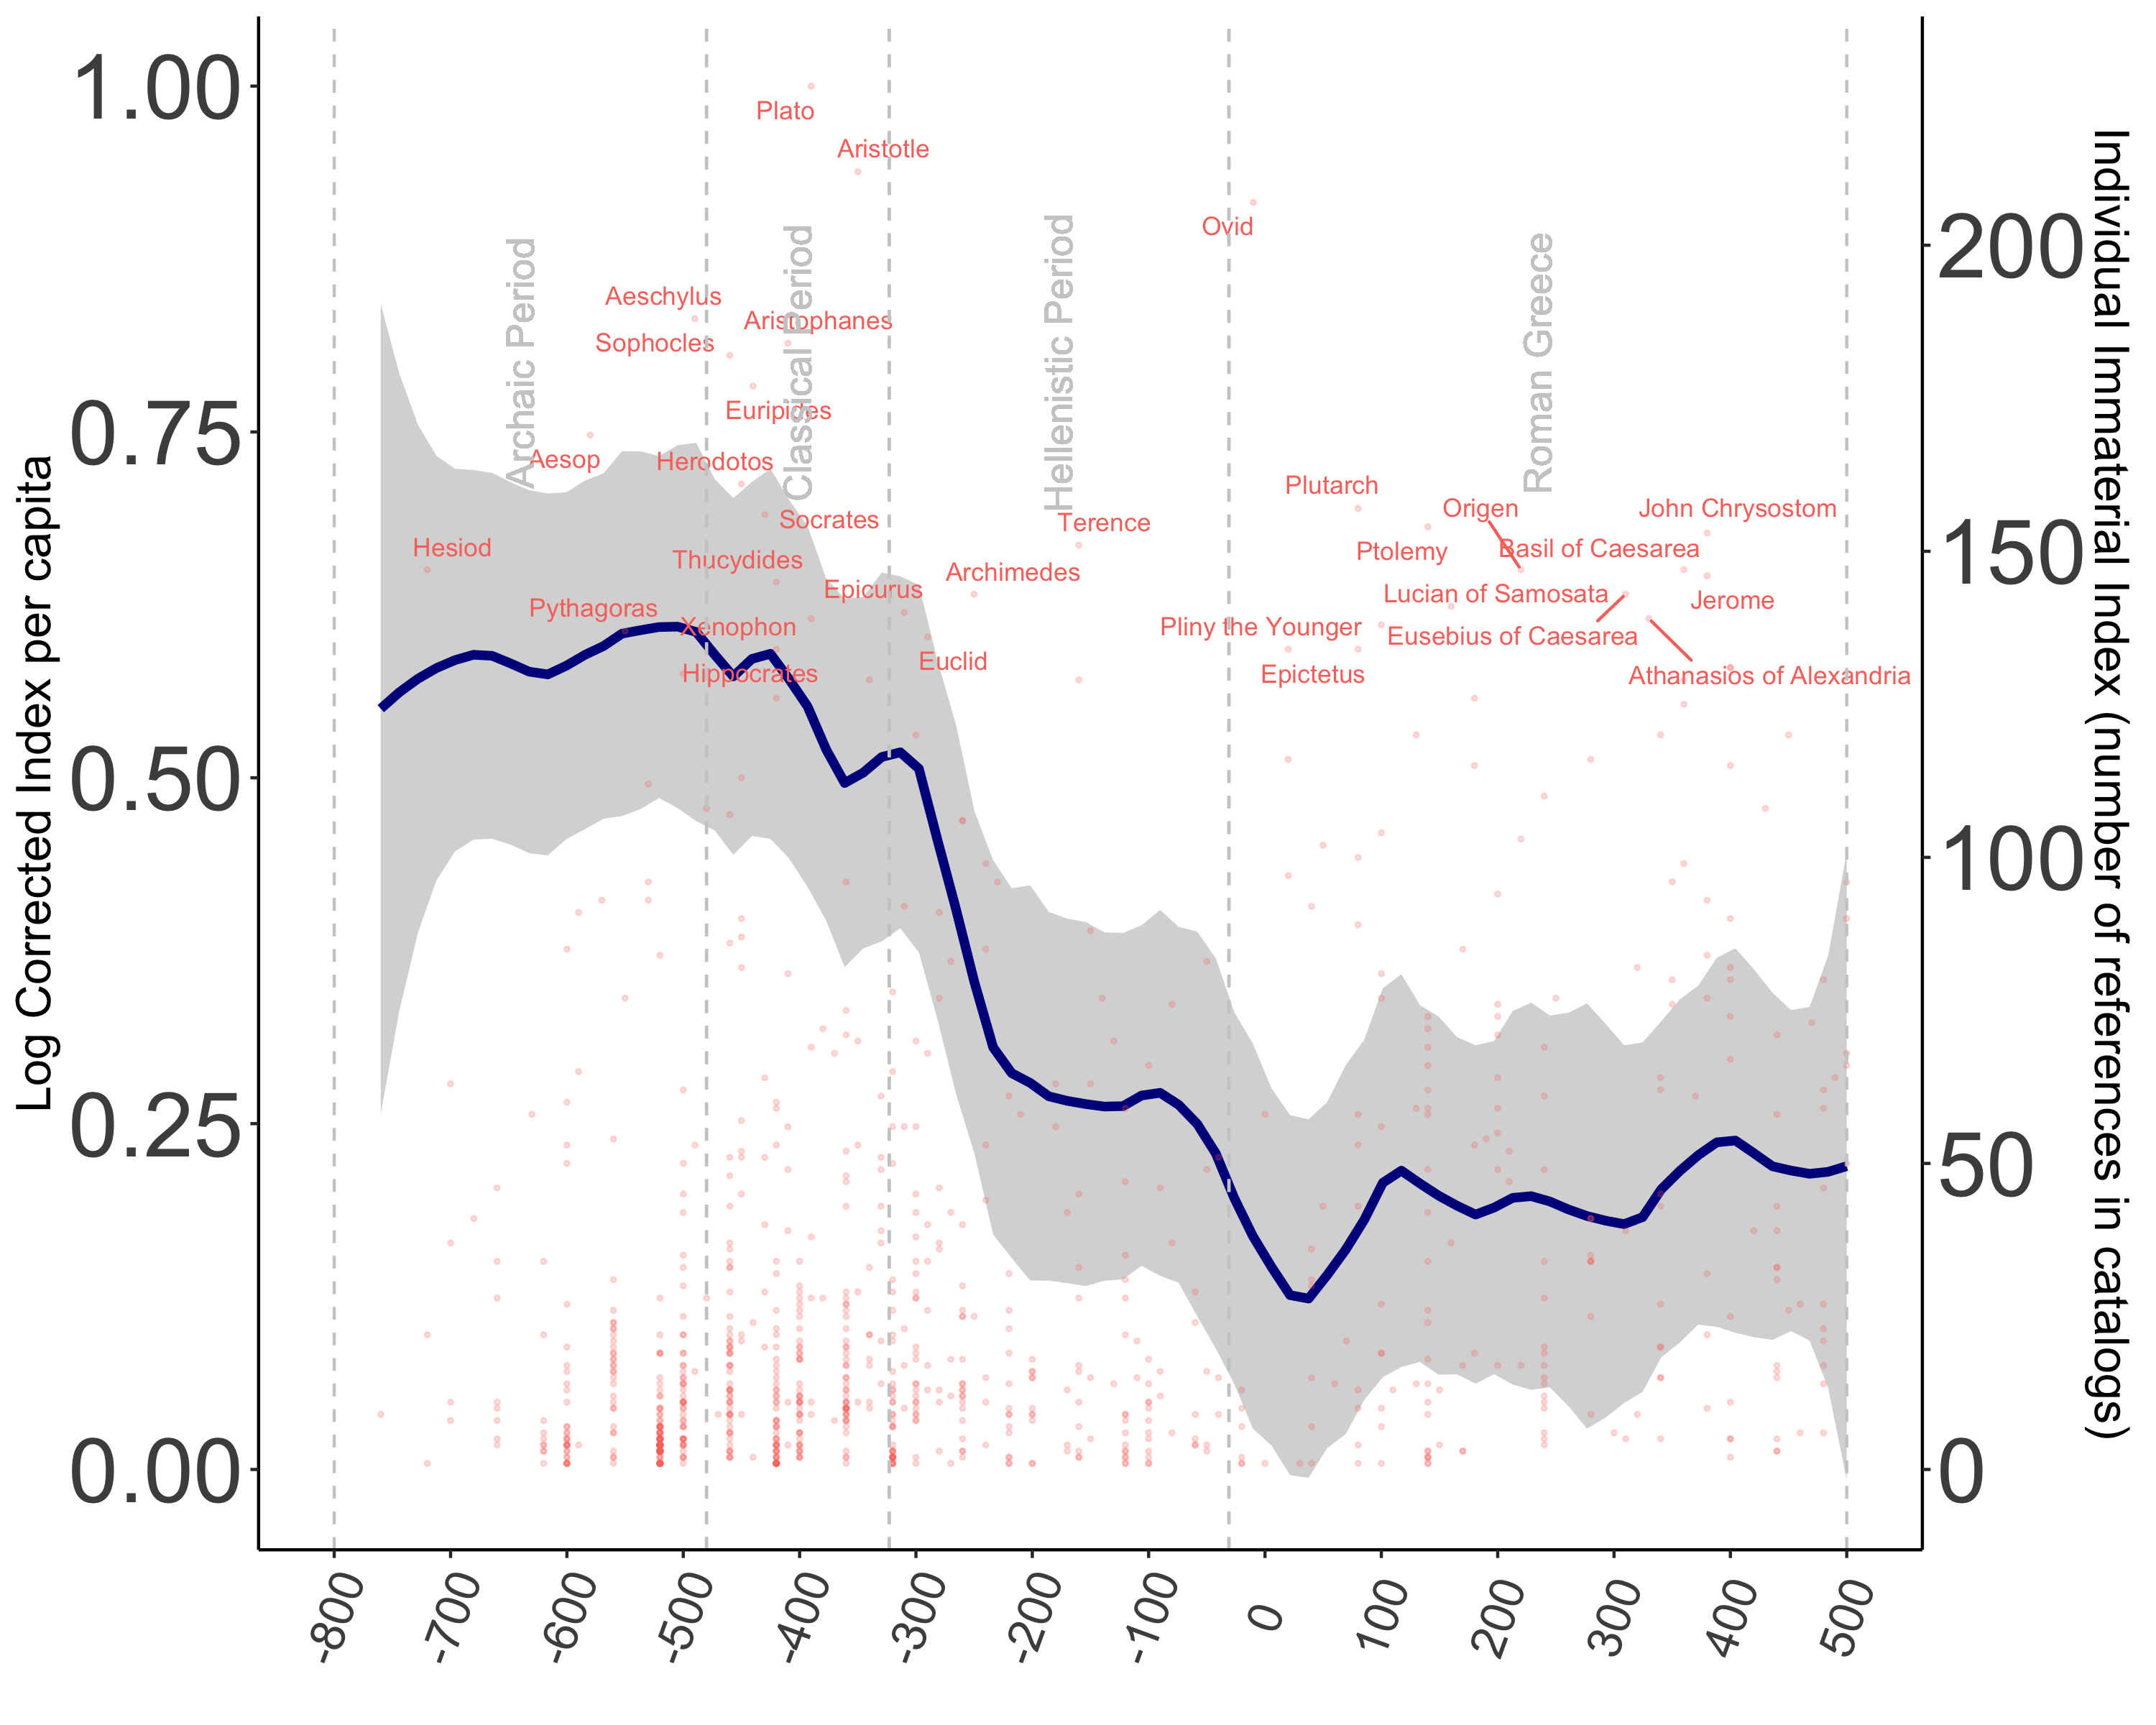 1.00
0.75
0.50
0.25
0.00
Log Corrected Index per capita
Plato
Aristotle
Ovid
Aeschylus
Aristophanes
Sophocles
Euripides
Aesop
Herodotos
Socrates
Hesiod
Thucydides
Pythagoras
Epicurus
Xenophon
Hippocrates
Euclid
Archimedes
Terence
Plutarch
Origen
John Chrysostom
Ptolemy
Basil of Caesarea
Lucian of Samosata
Jerome
Pliny the Younger
Eusebius of Caesarea
Epictetus
Athanasios of Alexandria
Archaic Period
Classical Period
Hellenistic Period
Roman Greece
200
150
100
50
0
Individual Immaterial Index (number of references in catalogs)
-800
-700
-600
-500
-400
-300
-200
-100
0
100
200
300
400
500